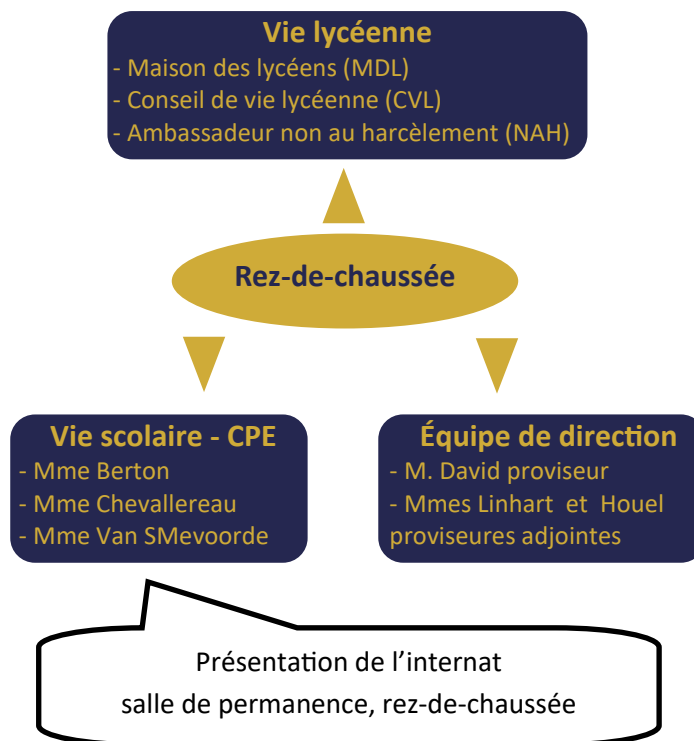 Vie lycéenne
- Maison des lycéens (MDL)
- Conseil de vie lycéenne (CVL)
- Ambassadeur non au harcèlement (NAH)
Rez-de-chaussée
Vie scolaire - CPE
- Mme Berton
- Mme Chevallereau
- Mme Van SMevoorde
Équipe de direction
- M. David proviseur
- Mmes Linhart et Houel
proviseures adjointes
Présentation de l’internat
salle de permanence, rez-de-chaussée